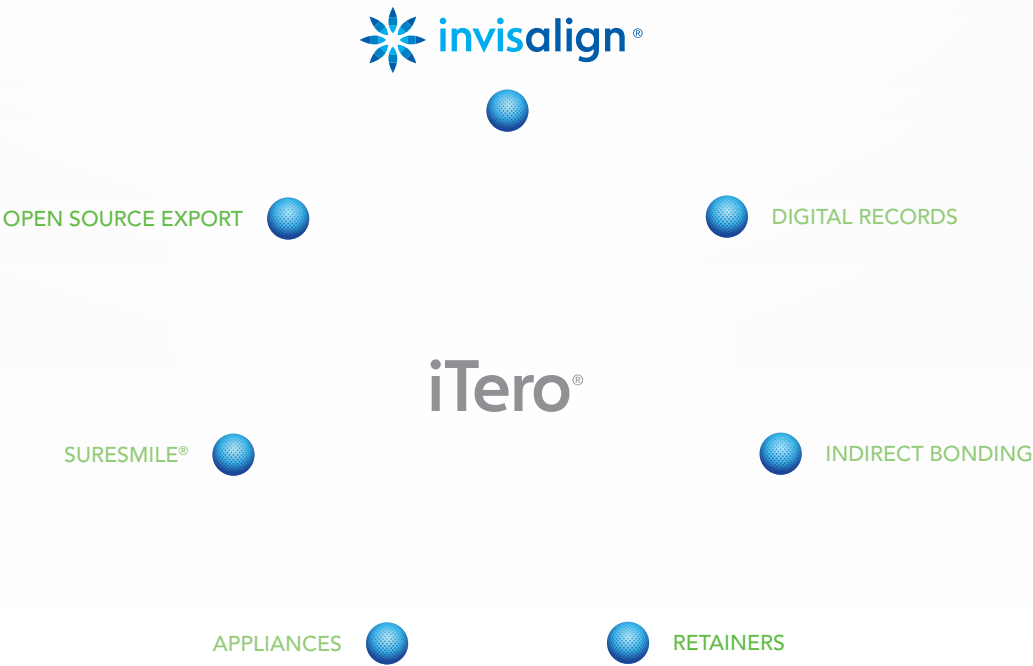 invisalign®
OPEN SOURCE EXPORT
DIGITAL RECORDS
iTero®
SURESMILE®
INDIRECT BONDING
APPLIANCES
RETAINERS